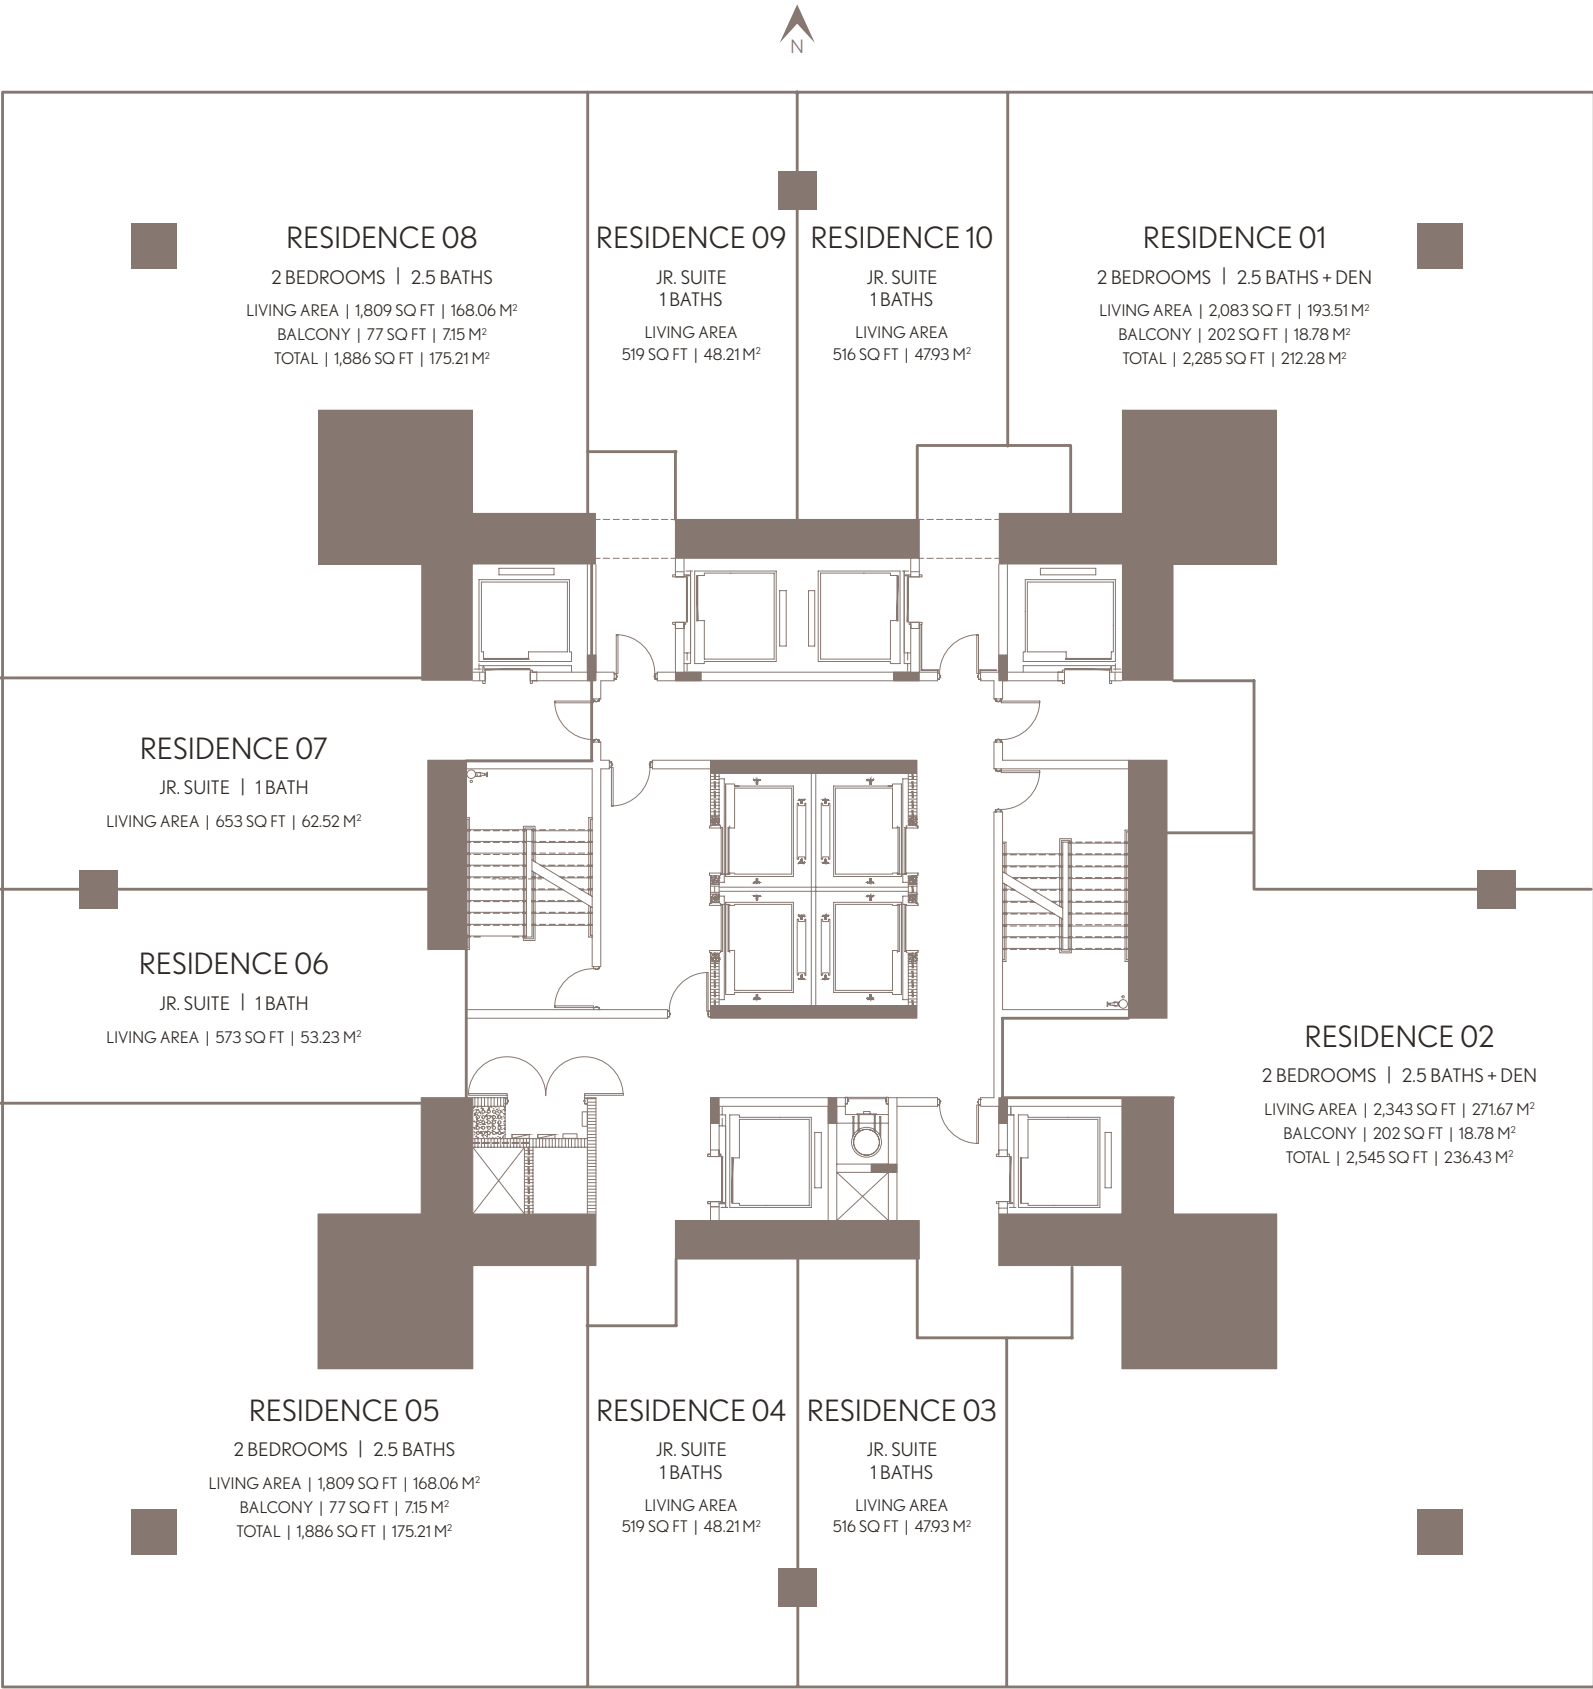 N
RESIDENCE 08
2 BEDROOMS | 2.5 BATHS
LIVING AREA | 1,809 SQ FT | 168.06 M²
BALCONY | 77 SQ FT | 7.15 M²
TOTAL | 1,886 SQ FT | 175.21 M²
RESIDENCE 09
JR. SUITE
1 BATHS
LIVING AREA
519 SQ FT | 48.21 M²
RESIDENCE 10
JR. SUITE
1 BATHS
LIVING AREA
516 SQ FT | 47.93 M²
RESIDENCE 01
2 BEDROOMS | 2.5 BATHS + DEN
LIVING AREA | 2,083 SQ FT | 193.51 M²
BALCONY | 202 SQ FT | 18.78 M²
TOTAL | 2,285 SQ FT | 212.28 M²
RESIDENCE 07
JR. SUITE | 1 BATH
LIVING AREA | 653 SQ FT | 62.52 M²
RESIDENCE 06
JR. SUITE | 1 BATH
LIVING AREA | 573 SQ FT | 53.23 M²
RESIDENCE 02
2 BEDROOMS | 2.5 BATHS + DEN
LIVING AREA | 2,343 SQ FT | 271.67 M²
BALCONY | 202 SQ FT | 18.78 M²
TOTAL | 2,545 SQ FT | 236.43 M²
RESIDENCE 05
2 BEDROOMS | 2.5 BATHS
LIVING AREA | 1,809 SQ FT | 168.06 M²
BALCONY | 77 SQ FT | 7.15 M²
TOTAL | 1,886 SQ FT | 175.21 M²
RESIDENCE 04
JR. SUITE
1 BATHS
LIVING AREA
519 SQ FT | 48.21 M²
RESIDENCE 03
JR. SUITE
1 BATHS
LIVING AREA
516 SQ FT | 47.93 M²